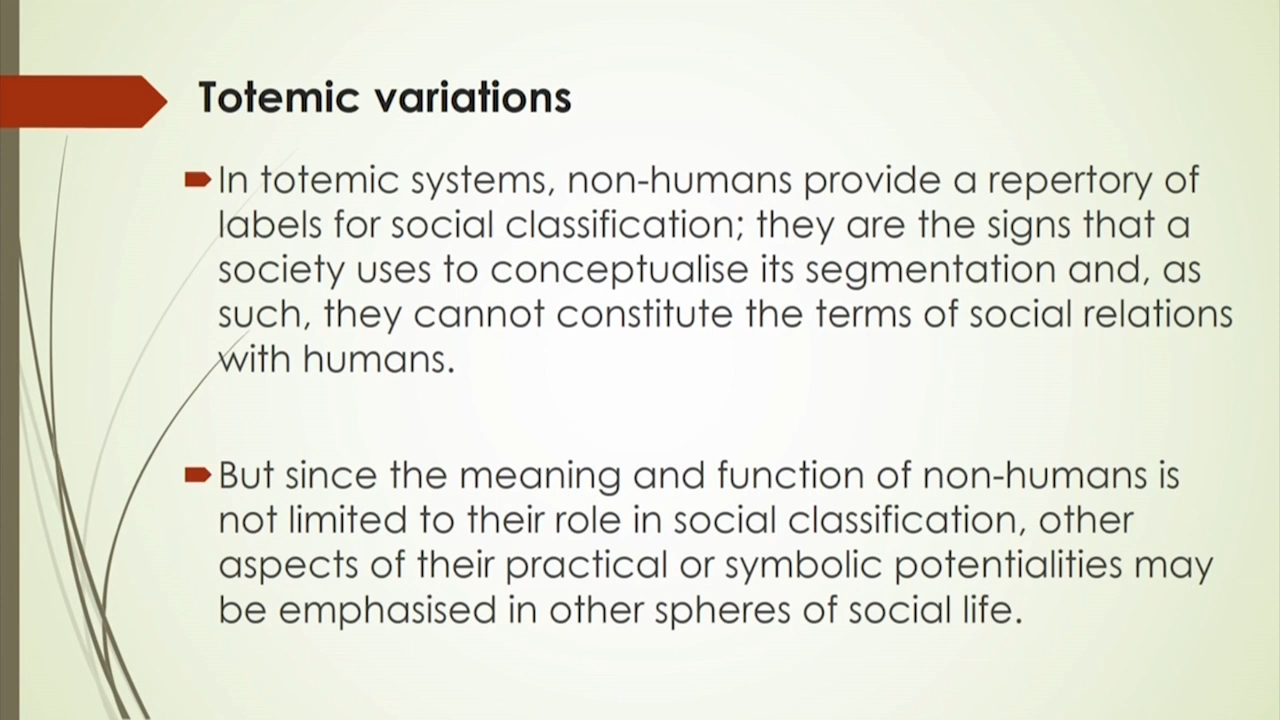 Totemic variations
In totemic systems, non-humans provide a repertory of
labels for social classification; they are the signs that a
society uses to conceptualise its segmentation and, as
such, they cannot constitute the terms of social relations
with humans.
But since the meaning and function of non-humans is
not limited to their role in social classification, other
aspects of their practical or symbolic potentialities may
be emphasised in other spheres of social life.